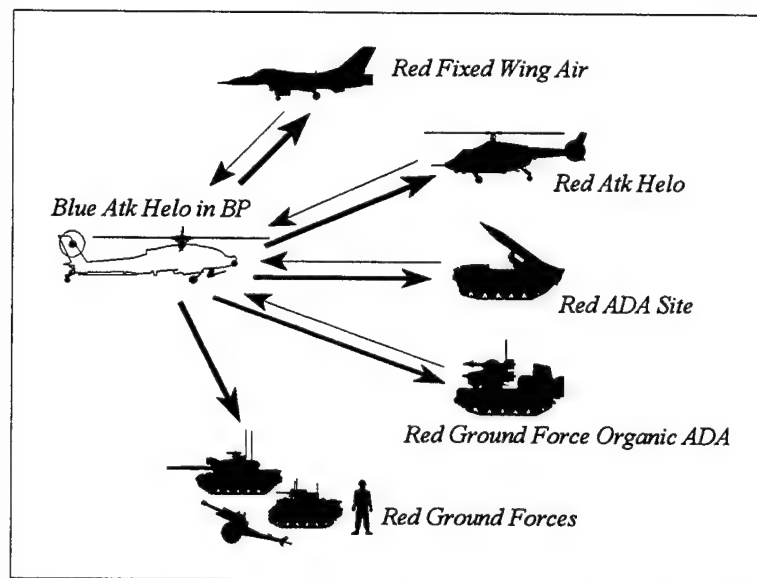 Red Fixed Wing Air
Red Atk Helo
Blue Atk Helo in BP
Red ADA Site
Red Ground Force Organic ADA
Red Ground Forces